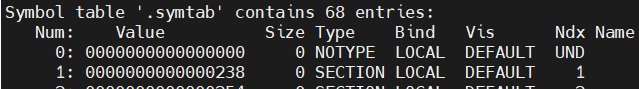 Symbol table '.symtab' contains 68 entries:
Num: Value Size Type Bind Vis Ndx Name
0: 0000000000000000 0 NOTYPE LOCAL DEFAULT UND
1: 0000000000000238 0 SECTION LOCAL DEFAULT 1